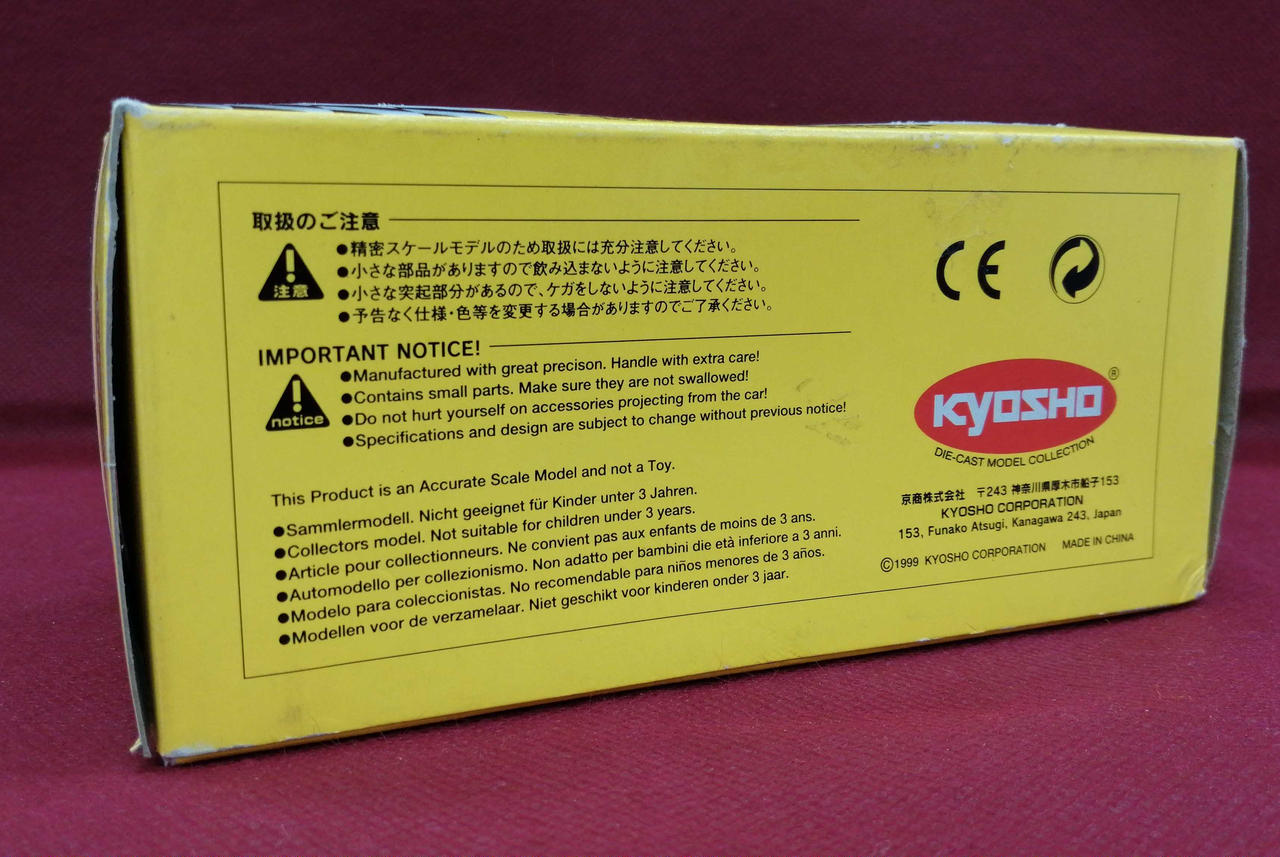 取扱のご注意
注意
●精密スケールモデルのため取扱には充分注意してください。
●小さな部品がありますので飲み込まないように注意してください。
●小さな突起部分があるので、ケガをしないように注意してください。
●予告なく仕様・色等を変更する場合がありますのでご了承ください。
IMPORTANT NOTICE!
notice
●Manufactured with great precison. Handle with extra care!
●Contains small parts. Make sure they are not swallowed!
●Do not hurt yourself on accessories projecting from the car!
●Specifications and design are subject to change without previous notice!
This Product is an Accurate Scale Model and not a Toy.
●Sammlermodell. Nicht geeignet für Kinder unter 3 Jahren.
●Collectors model. Not suitable for children under 3 years.
●Article pour collectionneurs. Ne convient pas aux enfants de moins de 3 ans.
●Automodello per collezionismo. Non adatto per bambini die età inferiore a 3 anni.
●Modelo para coleccionistas. No recomendable para niños menores de 3 años.
●Modellen voor de verzamelaar. Niet geschikt voor kinderen onder 3 jaar.
CE
KYOSHO ®
DIE-CAST MODEL COLLECTION
京商株式会社 〒243 神奈川県厚木市船子153
KYOSHO CORPORATION
153, Funako Atsugi, Kanagawa 243, Japan
©1999 KYOSHO CORPORATION MADE IN CHINA